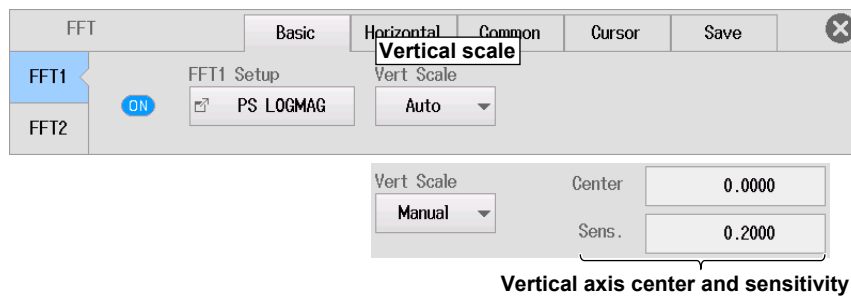 FFT Basic Horizontal Common Cursor Save
Vertical scale
FFT1 FFT1 Setup Vert Scale
ON PS LOGMAG Auto
FFT2
Vert Scale Center 0.0000
Manual
Sens. 0.2000
Vertical axis center and sensitivity